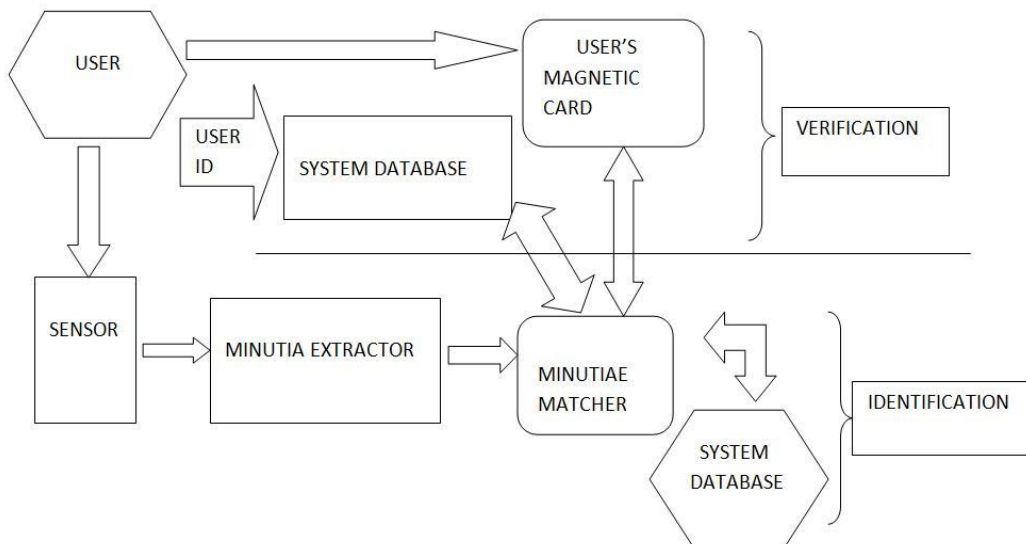 USER
USER'S
MAGNETIC
CARD
USER
ID
SYSTEM DATABASE
VERIFICATION
SENSOR
MINUTIA EXTRACTOR
MINUTIAE
MATCHER
IDENTIFICATION
SYSTEM
DATABASE